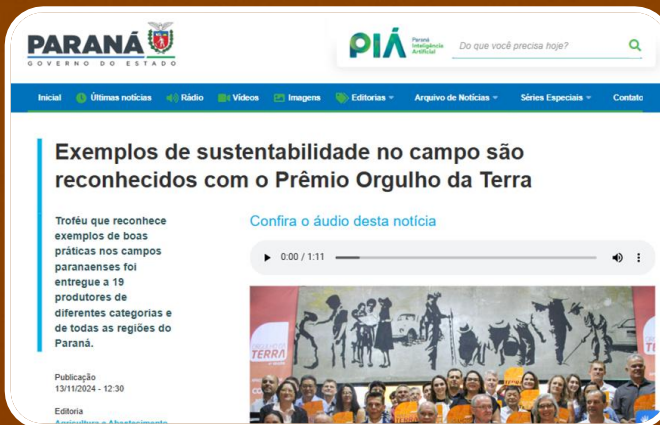 PARANÁ
GOVERNO DO ESTADO
PIÁ
Paraná
Inteligência
Artificial
Do que você precisa hoje?
Inicial Últimas notícias Rádio Vídeos Imagens Editorias Arquivo de Notícias Séries Especiais Contato
Exemplos de sustentabilidade no campo são
reconhecidos com o Prêmio Orgulho da Terra
Troféu que reconhece
exemplos de boas
práticas nos campos
paranaenses foi
entregue a 19
produtores de
diferentes categorias e
de todas as regiões do
Paraná.
Confira o áudio desta notícia
0:00 / 1:11
TERRA
Publicação
13/11/2024 - 12:30
Editoria
Agricultura e Abastecimento